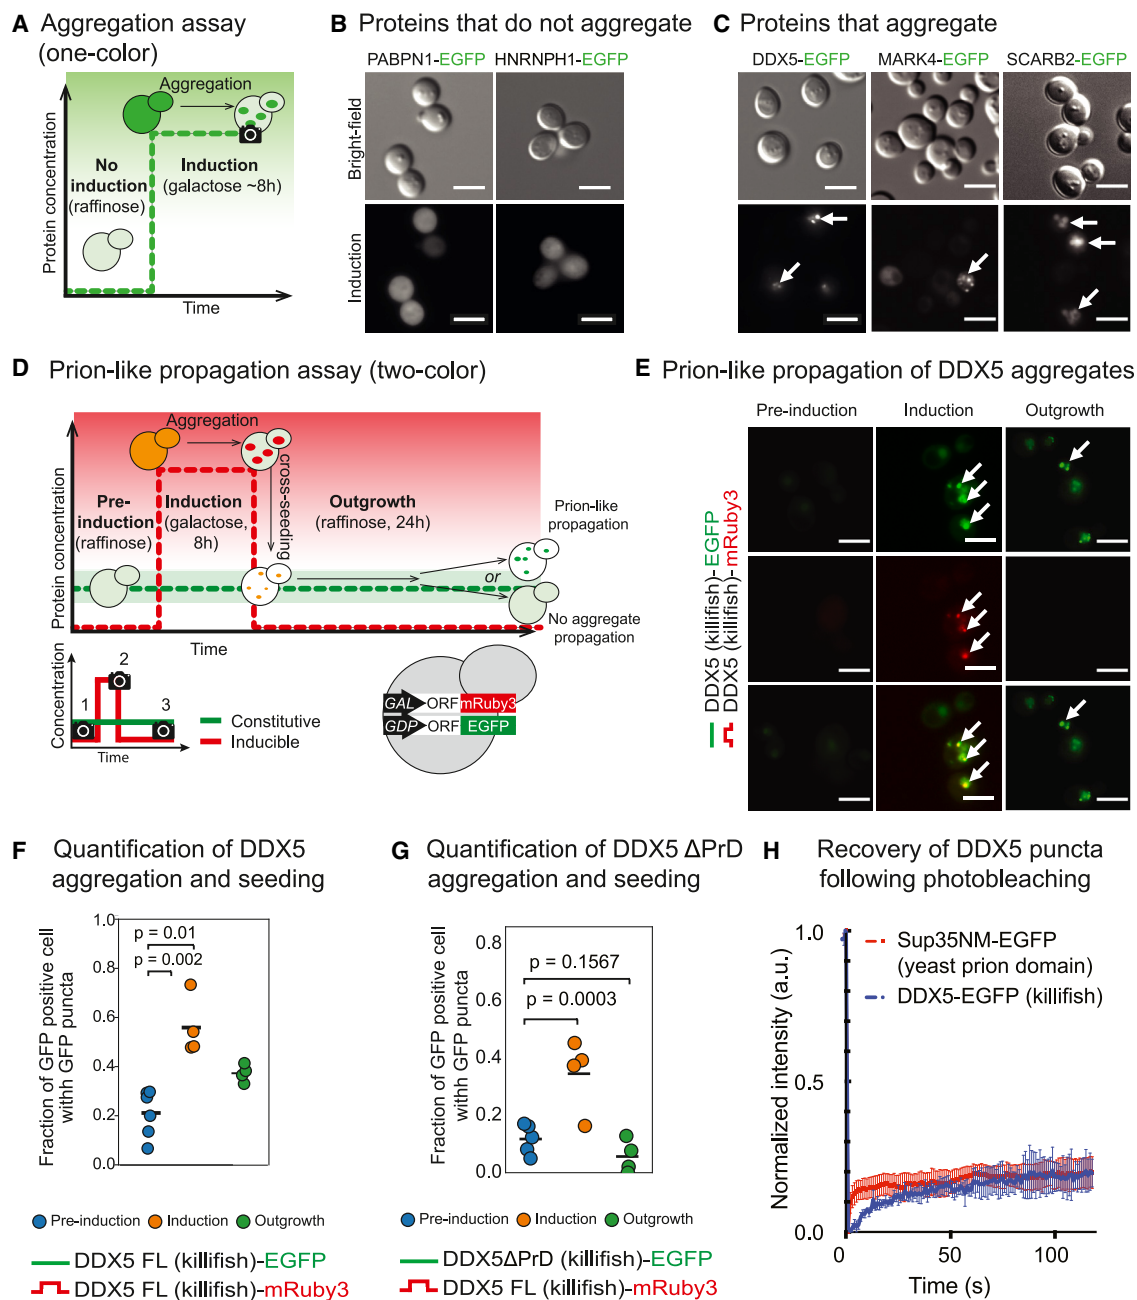 A Aggregation assay
(one-color)
Aggregation
No
induction
(raffinose)
Induction
(galactose ~8h)
Protein concentration
Time
B Proteins that do not aggregate
PABPN1-EGFP HNRNPH1-EGFP
Bright-field
Induction
C Proteins that aggregate
DDX5-EGFP MARK4-EGFP SCARB2-EGFP
D Prion-like propagation assay (two-color)
Aggregation
Pre-
induction
(raffinose)
Induction
(galactose,
8h)
cross-seeding
Outgrowth
(raffinose, 24h)
Prion-like
propagation
or
No aggregate
propagation
Protein concentration
Time
Concentration
1
2
3
Time
Constitutive
Inducible
GAL ORF mRuby3
GDP ORF EGFP
E Prion-like propagation of DDX5 aggregates
Pre-induction Induction Outgrowth
DDX5 (killifish)-EGFP
DDX5 (killifish)-mRuby3
F Quantification of DDX5
aggregation and seeding
Fraction of GFP positive cell
with GFP puncta
1.0
0.8
0.6
0.4
0.2
0.0
p = 0.01
p = 0.002
Pre-induction Induction Outgrowth
DDX5 FL (killifish)-EGFP
DDX5 FL (killifish)-mRuby3
G Quantification of DDX5 ΔPrD
aggregation and seeding
Fraction of GFP positive cell
withh GFP puncta
0.8
0.6
0.4
0.2
0.0
p = 0.1567
p = 0.0003
Pre-induction Induction Outgrowth
DDX5ΔPrD (killifish)-EGFP
DDX5 FL (killifish)-mRuby3
H Recovery of DDX5 puncta
following photobleaching
Normalized intensity (a.u.)
1.0
0.5
0.0
Sup35NM-EGFP
(yeast prion domain)
DDX5-EGFP (killifish)
0 50 100
Time (s)